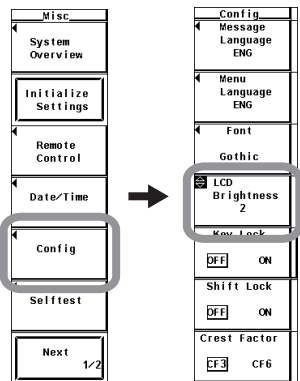 Misc
System
Overview
Initialize
Settings
Remote
Control
Date/Time
Config
Selftest
Next
1/2
Config
Message
Language
ENG
Menu
Language
ENG
Font
Gothic
LCD
Brightness
2
Key Lock
OFF ON
Shift Lock
OFF ON
Crest Factor
CF3 CF6